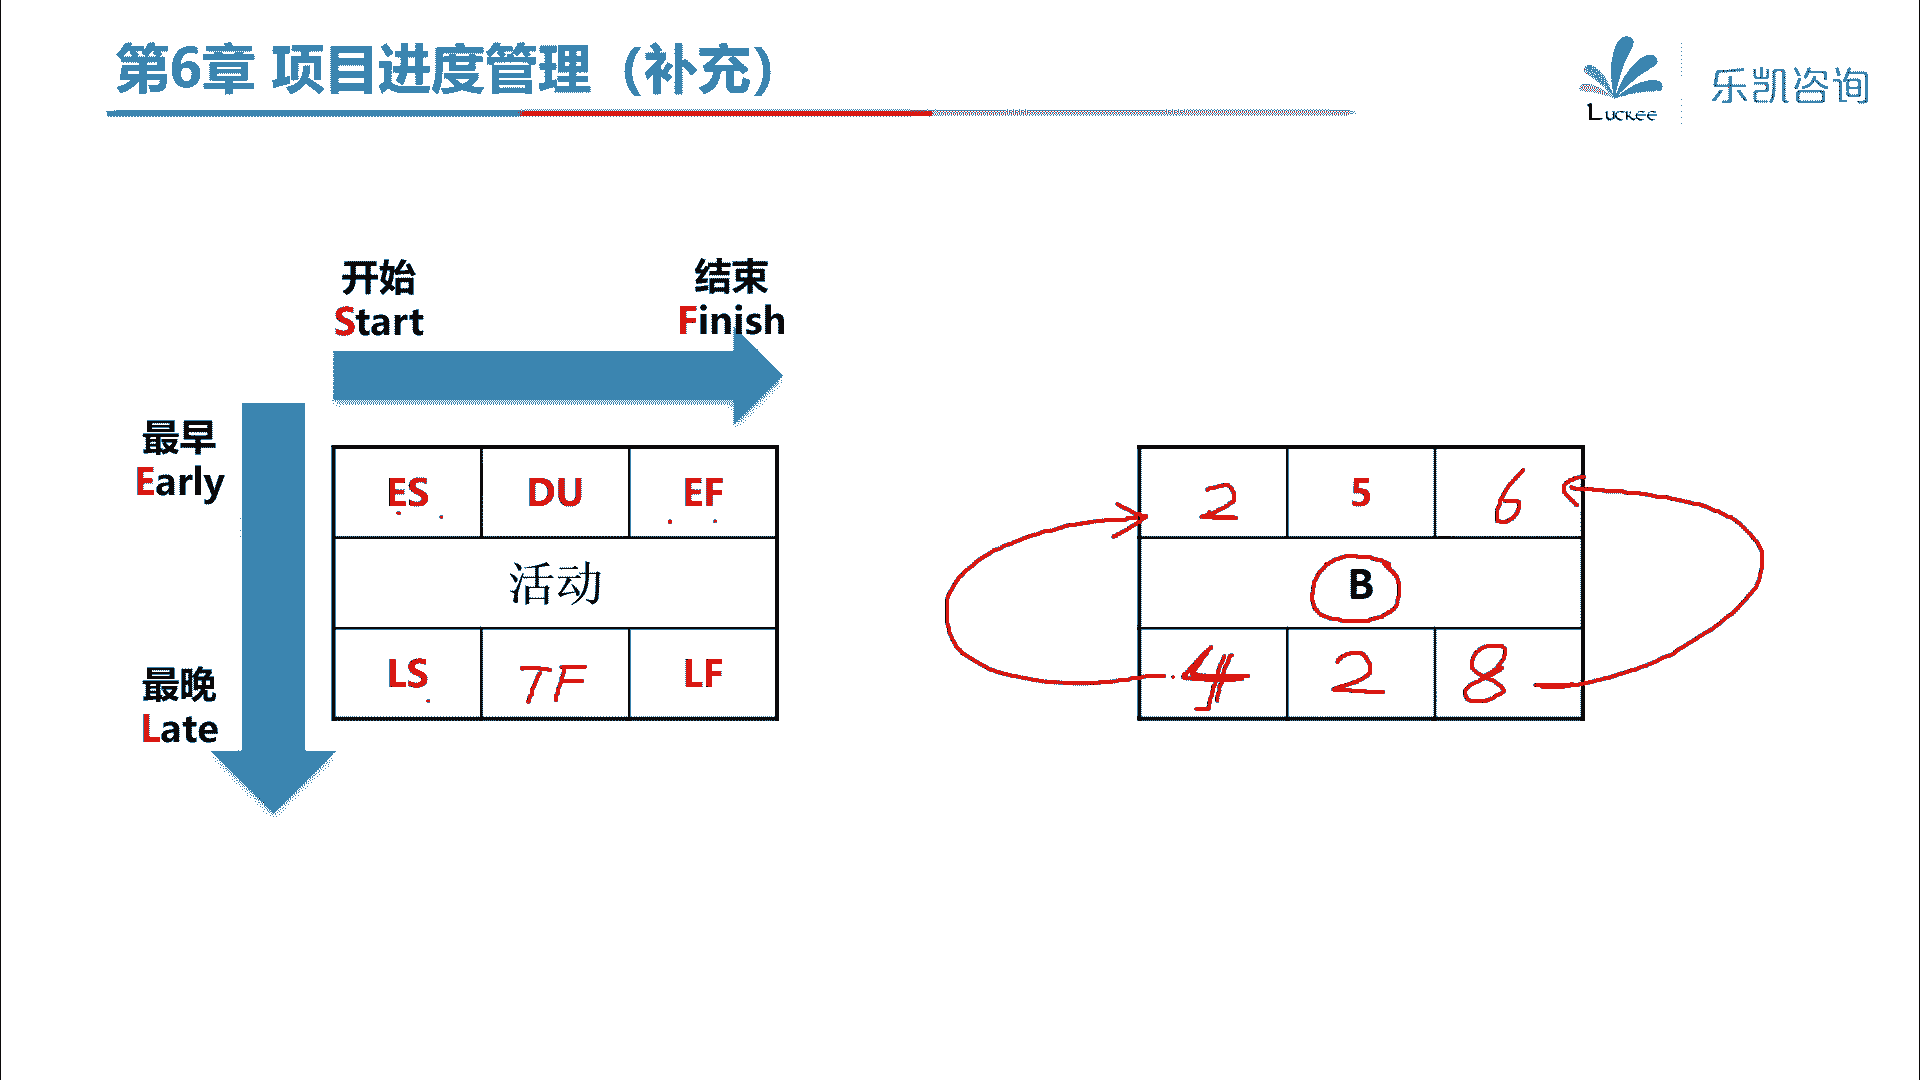 第6章 项目进度管理（补充）
Luckee
乐凯咨询
开始
Start
结束
Finish
最早
Early
最晚
Late
ES DU EF
活动
LS TF LF
2 5 6
B
4 2 8